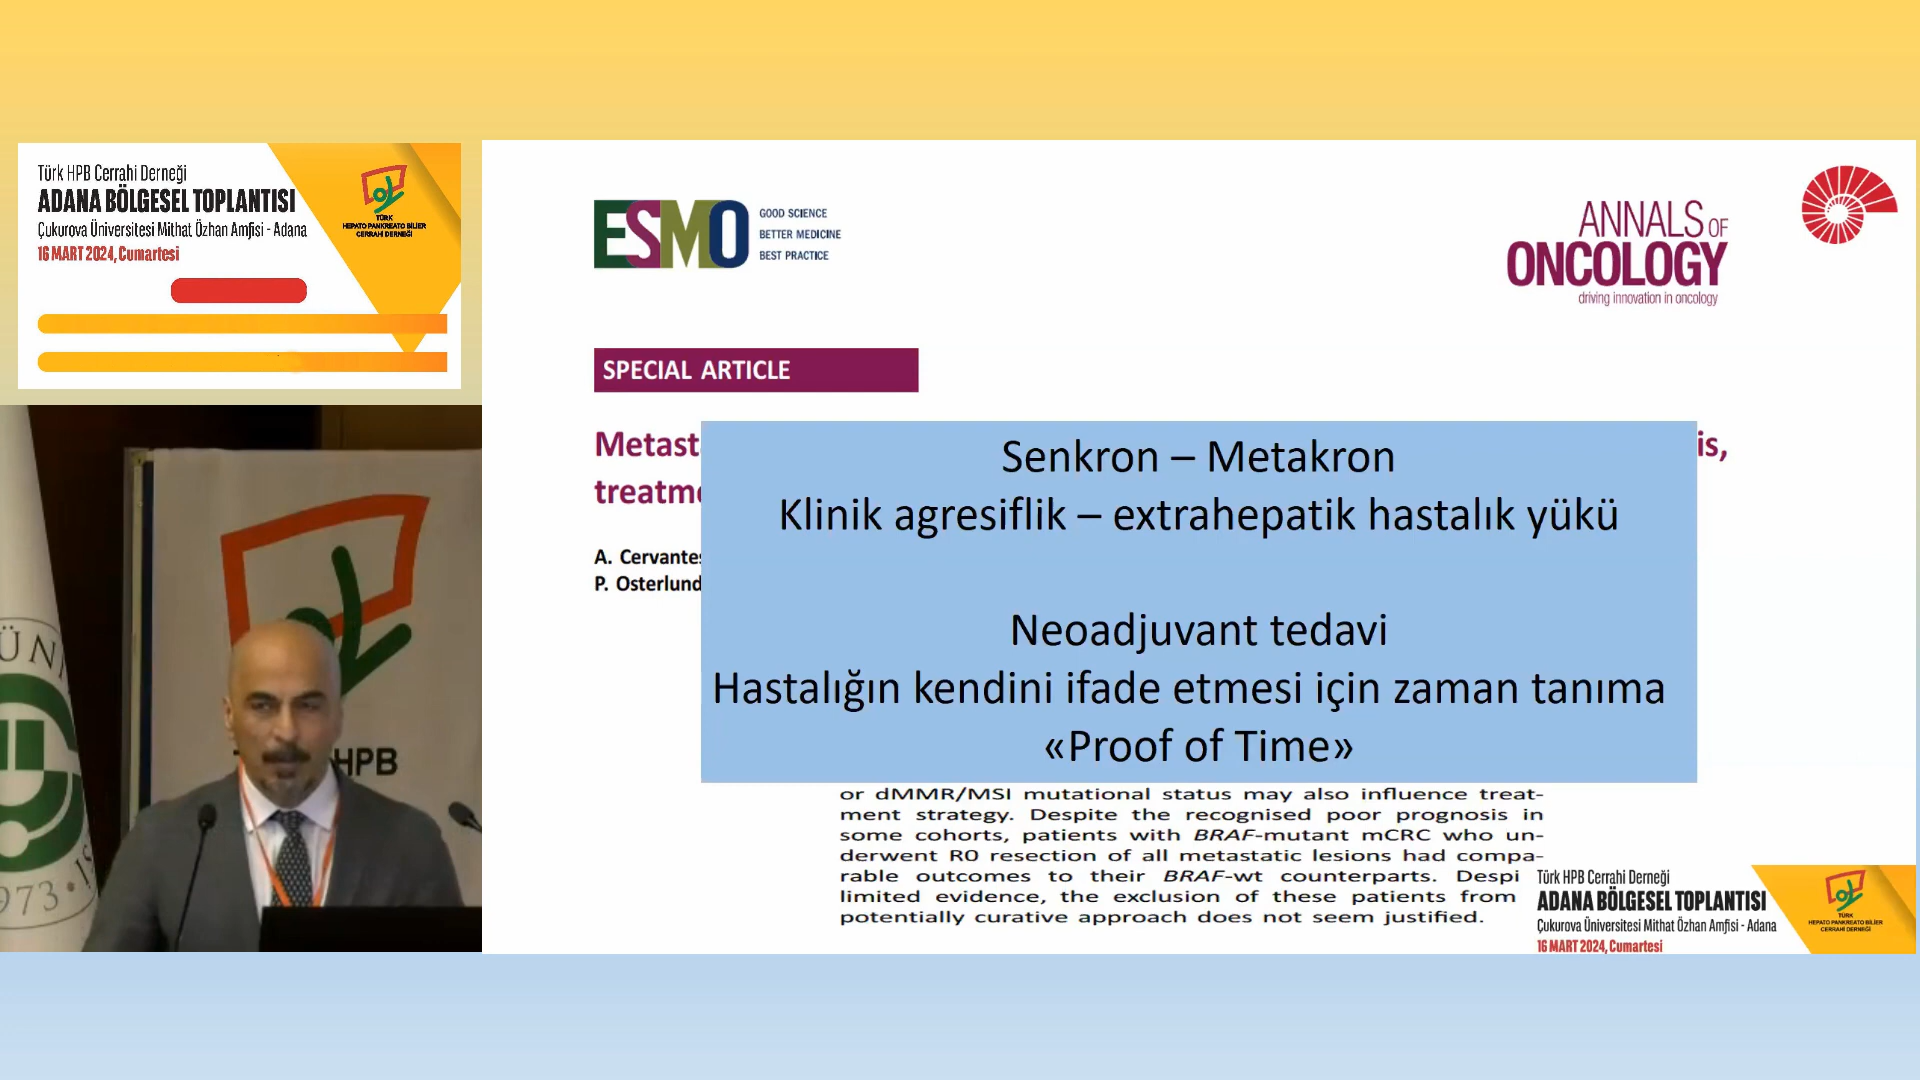 Türk HPB Cerrahi Derneği
ADANA BÖLGESEL TOPLANTISI
Çukurova Üniversitesi Mithat Özhan Amfisi - Adana
16 MART 2024, Cumartesi
TÜRK
HEPATO PANKREATO BİLİER
CERRAHİ DERNEĞİ
ESMO
GOOD SCIENCE
BETTER MEDICINE
BEST PRACTICE
ANNALS OF
ONCOLOGY
driving innovation in oncology
SPECIAL ARTICLE
Metast
is,
treatme
A. Cervantes
P. Osterlund
Senkron – Metakron
Klinik agresiflik – extrahepatik hastalık yükü
Neoadjuvant tedavi
Hastalığın kendini ifade etmesi için zaman tanıma
«Proof of Time»
or dMMR/MSI mutational status may also influence treat-
ment strategy. Despite the recognised poor prognosis in
some cohorts, patients with BRAF-mutant mCRC who un-
derwent R0 resection of all metastatic lesions had compa-
rable outcomes to their BRAF-wt counterparts. Despi
limited evidence, the exclusion of these patients from
potentially curative approach does not seem justified.
Türk HPB Cerrahi Derneği
ADANA BÖLGESEL TOPLANTISI
Çukurova Üniversitesi Mithat Özhan Amfisi - Adana
16 MART 2024, Cumartesi
TÜRK
HEPATO PANKREATO BİLİER
CERRAHİ DERNEĞİ
ÜN
HPB
1973